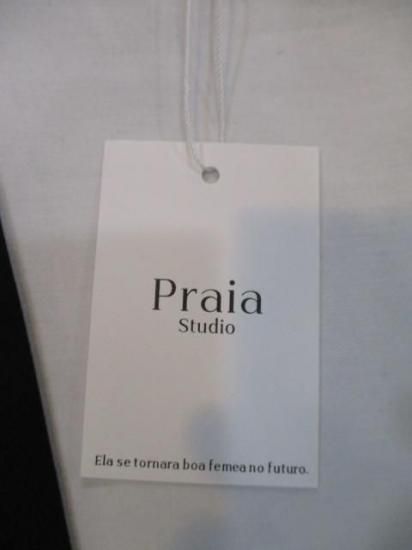 Praia
Studio
Ela se tornara boa femea no futuro.